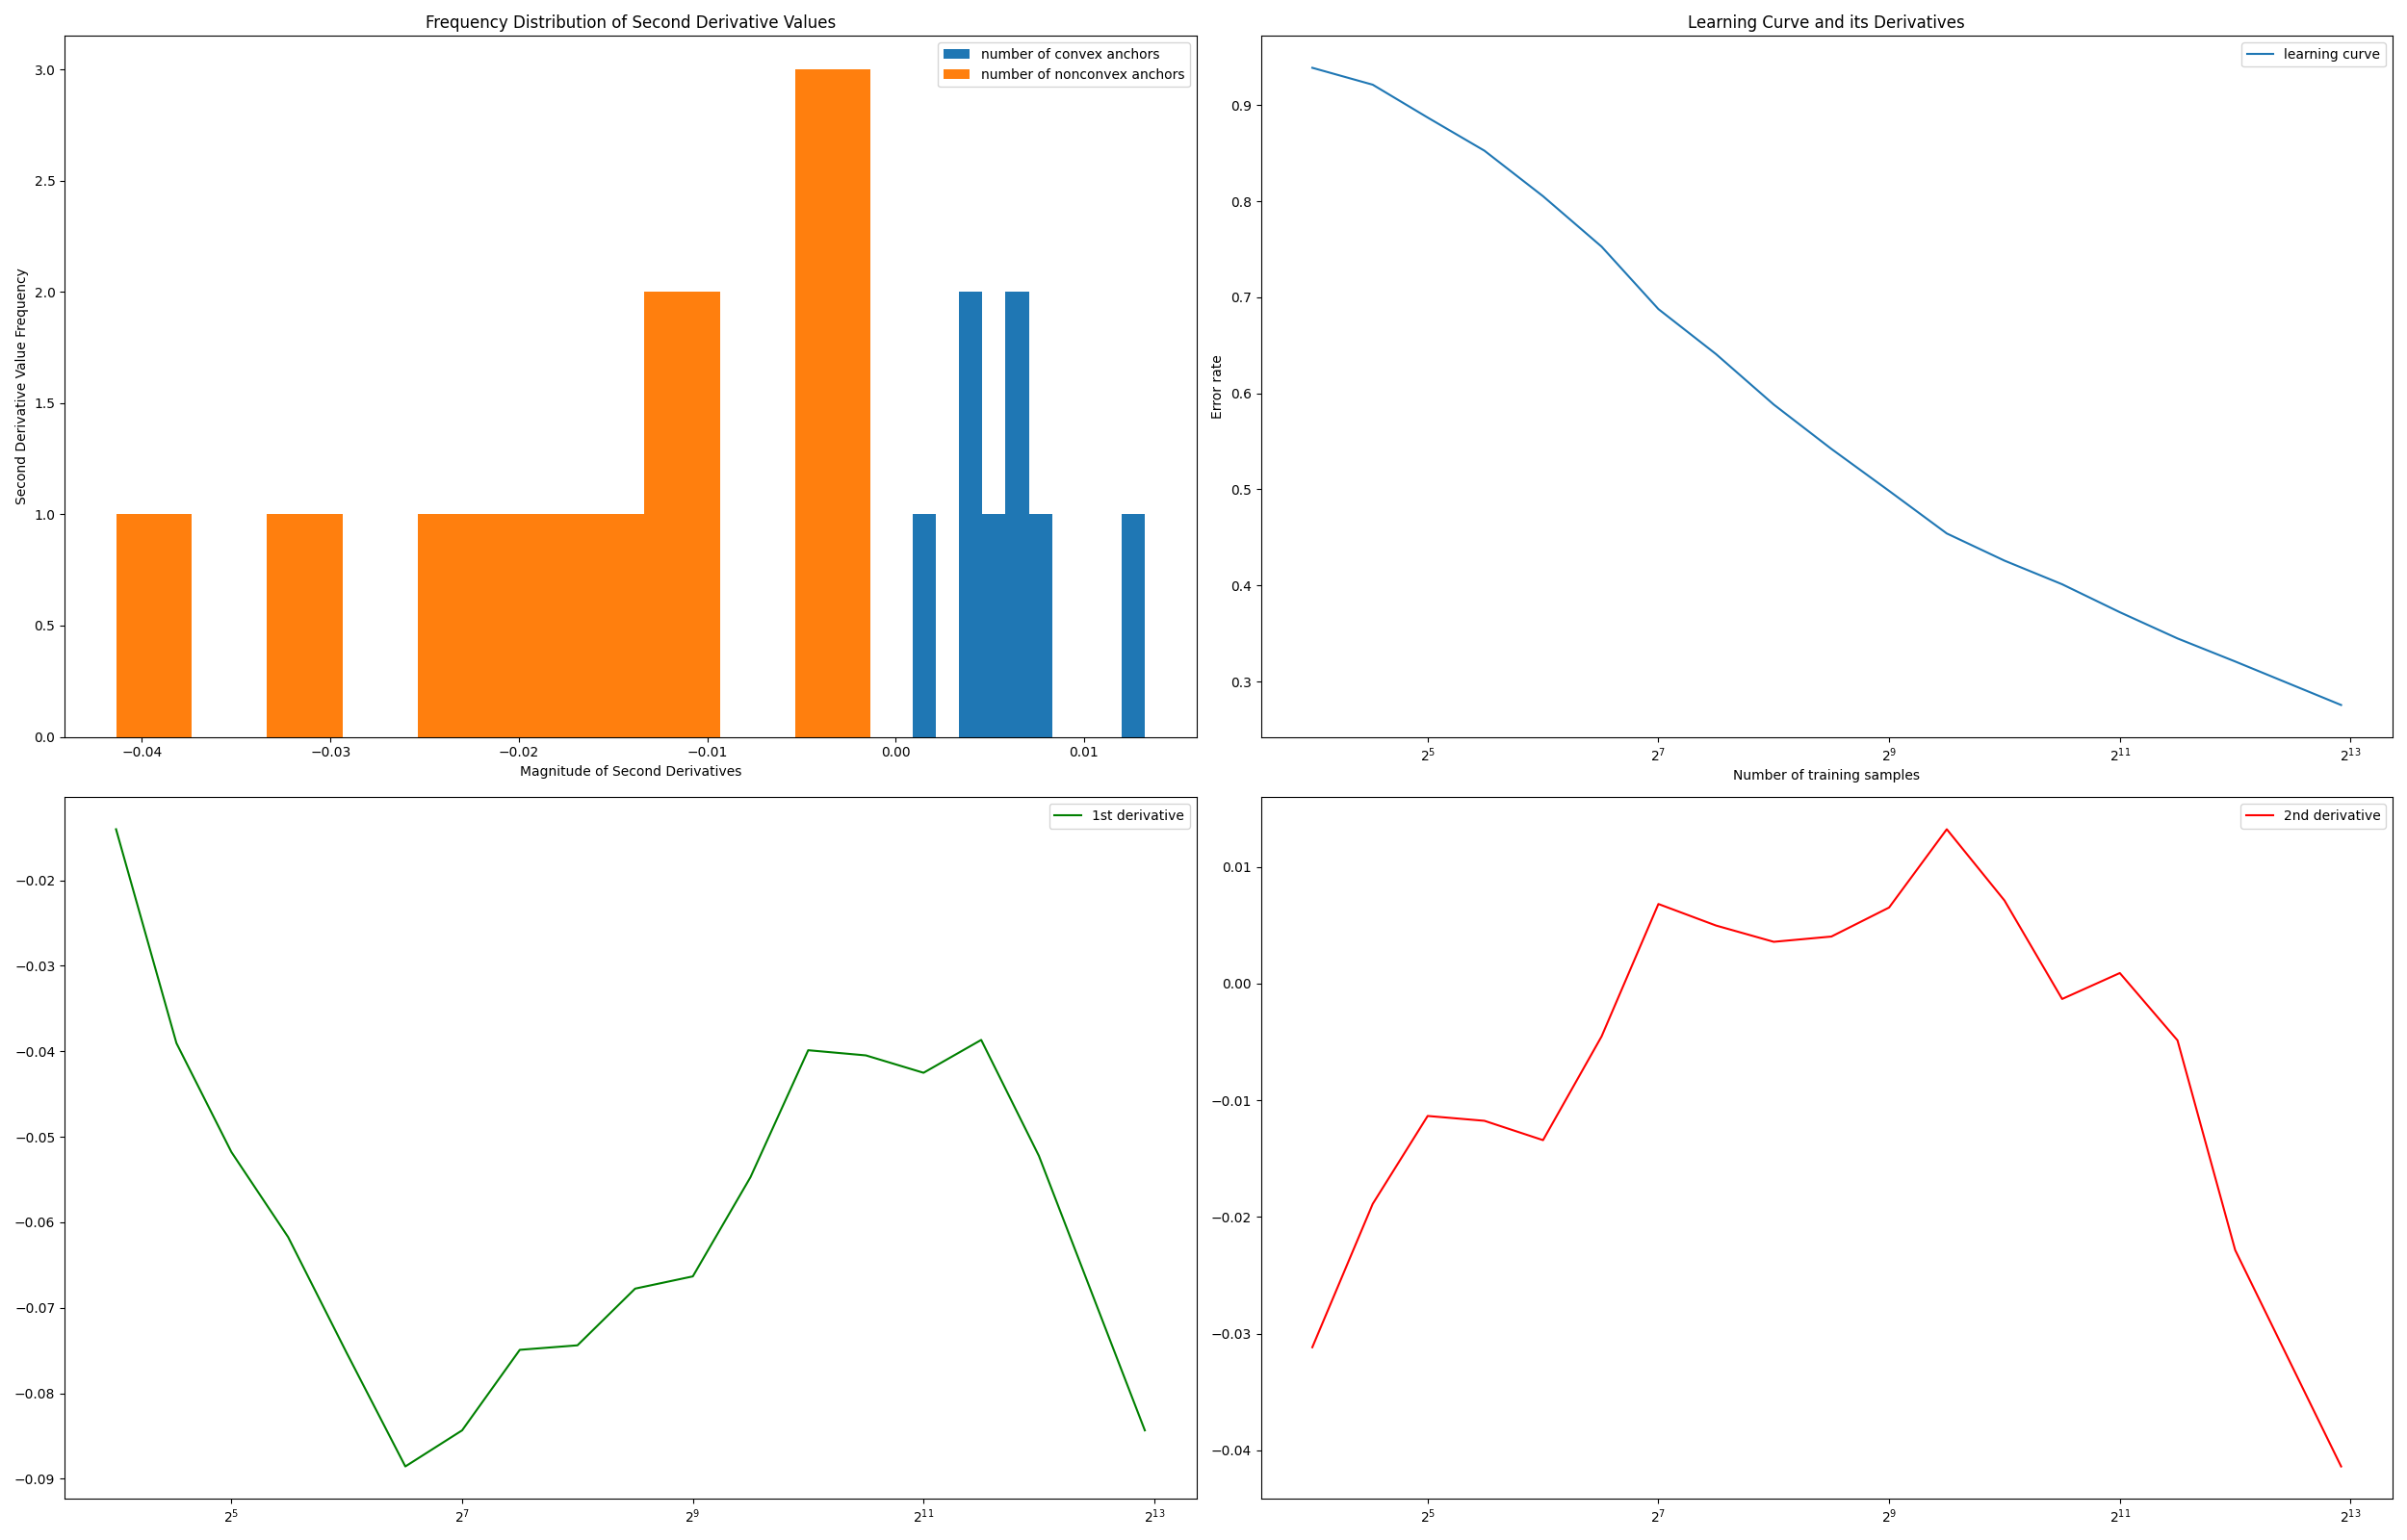 Frequency Distribution of Second Derivative Values
number of convex anchors
number of nonconvex anchors
Second Derivative Value Frequency
3.0
2.5
2.0
1.5
1.0
0.5
0.0
−0.04 −0.03 −0.02 −0.01 0.00 0.01
Magnitude of Second Derivatives
Learning Curve and its Derivatives
learning curve
Error rate
0.9
0.8
0.7
0.6
0.5
0.4
0.3
2^5 2^7 2^9 2^11 2^13
Number of training samples
1st derivative
−0.02
−0.03
−0.04
−0.05
−0.06
−0.07
−0.08
−0.09
2^5 2^7 2^9 2^11 2^13
2nd derivative
0.01
0.00
−0.01
−0.02
−0.03
−0.04
2^5 2^7 2^9 2^11 2^13